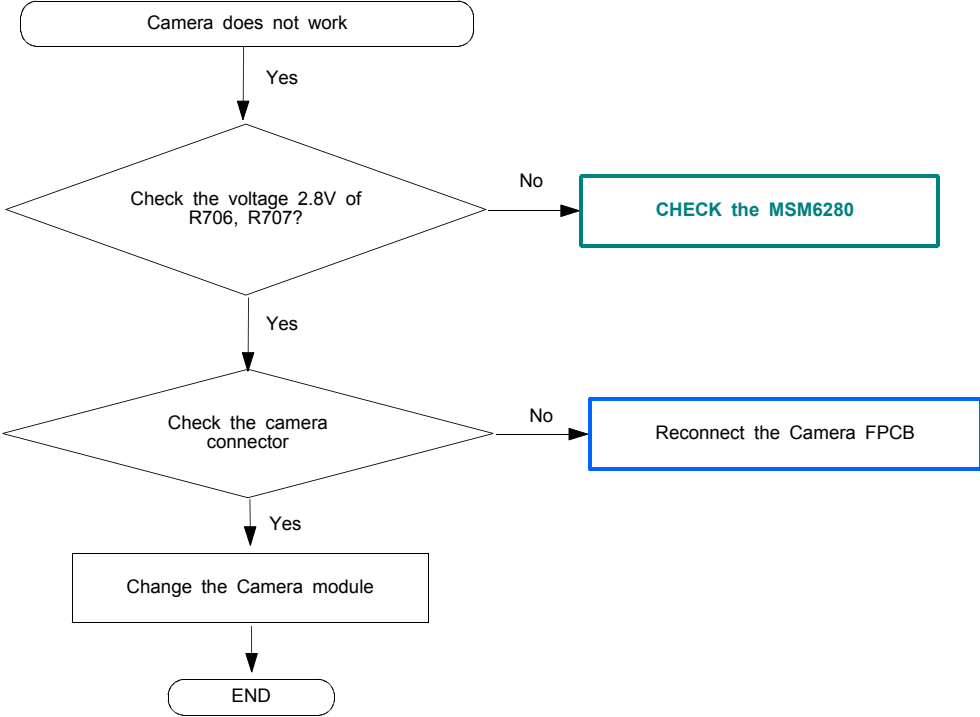 Camera does not work
Yes
Check the voltage 2.8V of
R706, R707?
No
CHECK the MSM6280
Yes
Check the camera
connector
No
Reconnect the Camera FPCB
Yes
Change the Camera module
END